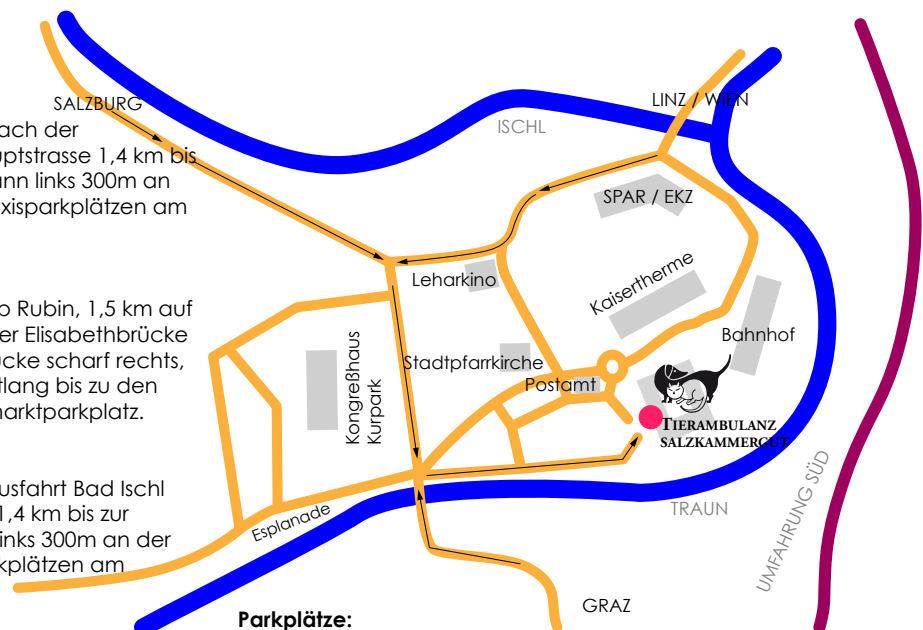 SALZBURG
LINZ / WIEN
ISCHL
ach der
uptstrasse 1,4 km bis
ann links 300m an
xisparkplätzen am
SPAR / EKZ
Leharkino
Kaisertherme
b Rubin, 1,5 km auf
er Elisabethbrücke
ücke scharf rechts,
tlang bis zu den
marktparkplatz.
Kongreßhaus
Kurpark
Stadtpfarrkirche
Postamt
Bahnhof
TIERAMBULANZ
SALZKAMMERGUT
usfahrt Bad Ischl
1,4 km bis zur
links 300m an der
kplätzen am
Esplanade
TRAUN
UMFAHRUNG SÜD
GRAZ
Parkplätze: